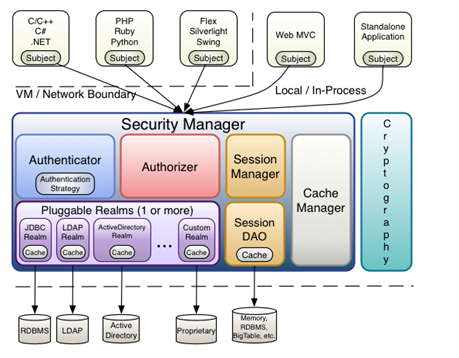 C/C++
C#
.NET
Subject
PHP
Ruby
Python
Subject
Flex
Silverlight
Swing
Subject
Web MVC
Subject
Standalone
Application
Subject
VM / Network Boundary
Local / In-Process
Security Manager
Authenticator
Authentication
Strategy
Authorizer
Session
Manager
Cache
Manager
Cryptography
Pluggable Realms (1 or more)
JDBC
Realm
Cache
LDAP
Realm
Cache
ActiveDirectory
Realm
Cache
...
Custom
Realm
Cache
Session
DAO
Cache
RDBMS
LDAP
Active
Directory
Proprietary
Memory,
RDBMS,
BigTable, etc.